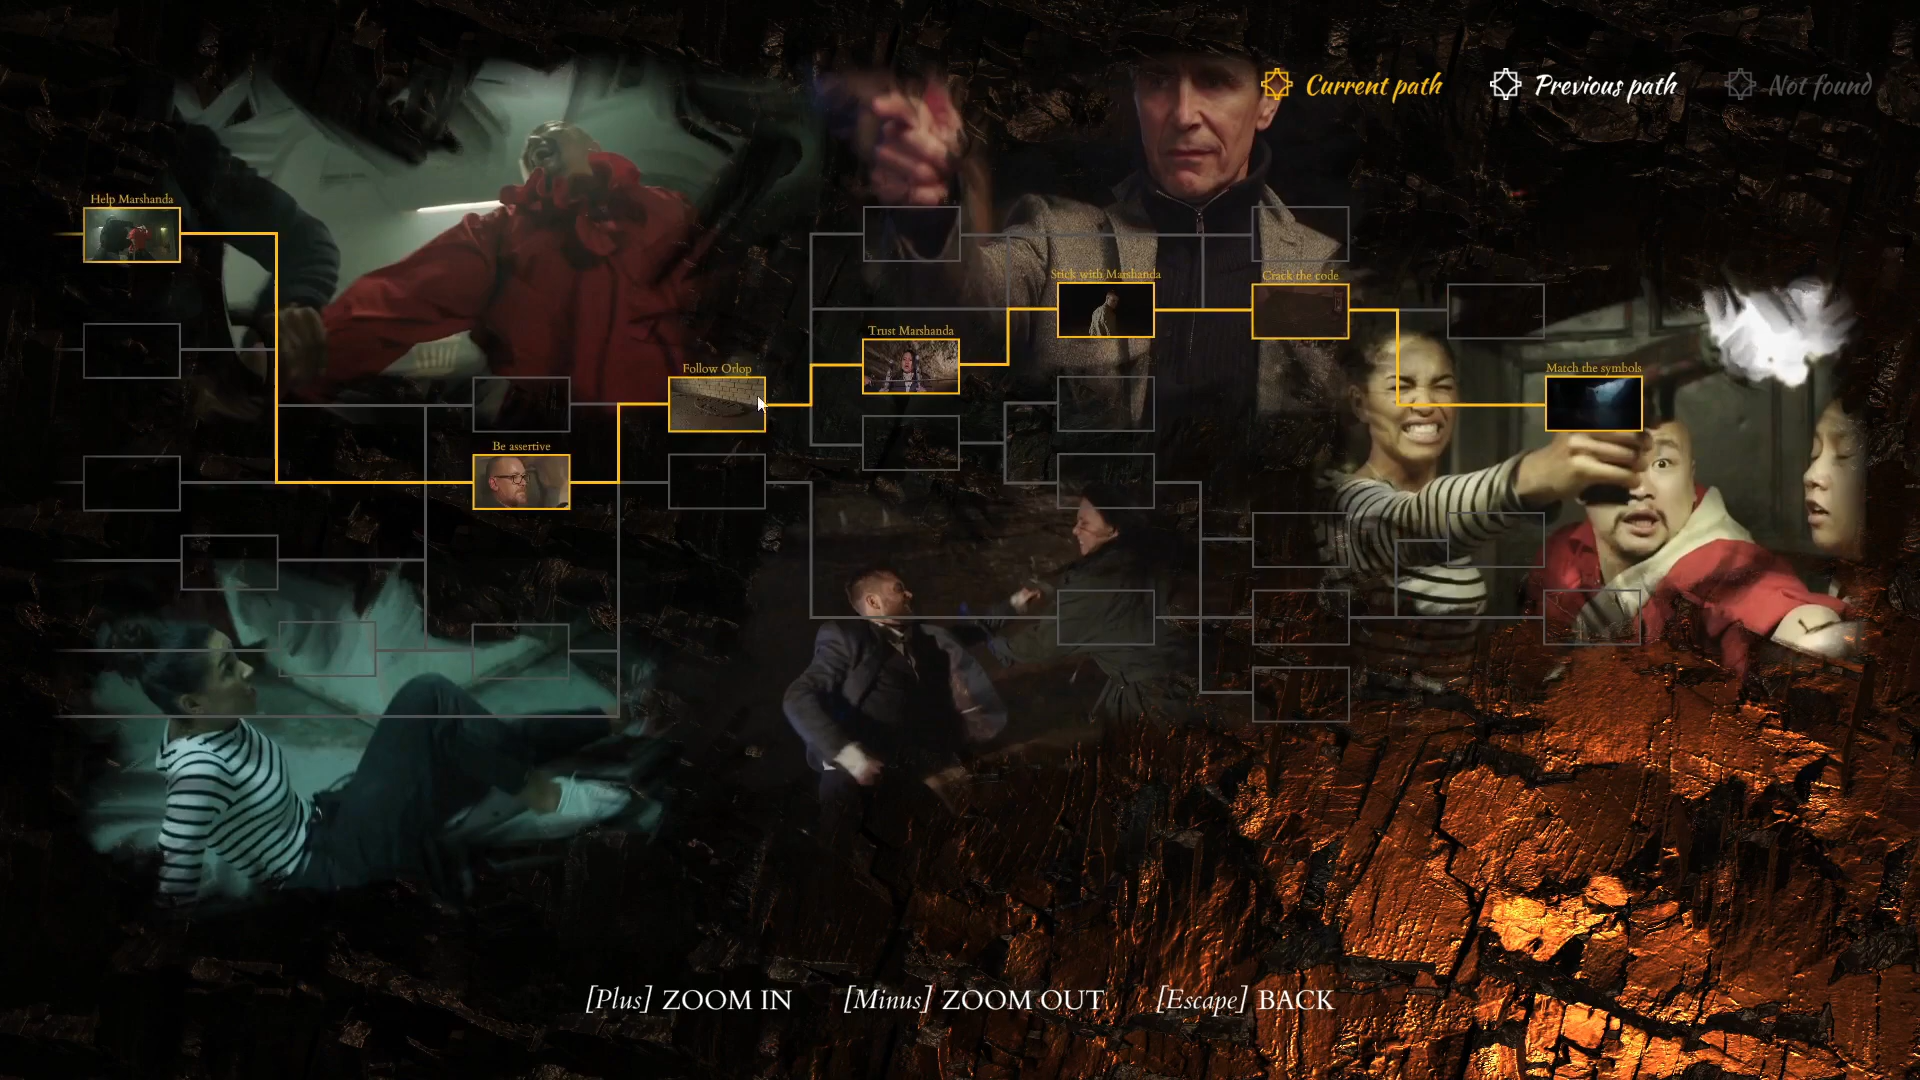 Current path
Previous path
Not found
Help Marshanda
Stick with Marshanda
Crack the code
Trust Marshanda
Follow Orlop
Match the symbols
Be assertive
[Plus] ZOOM IN
[Minus] ZOOM OUT
[Escape] BACK